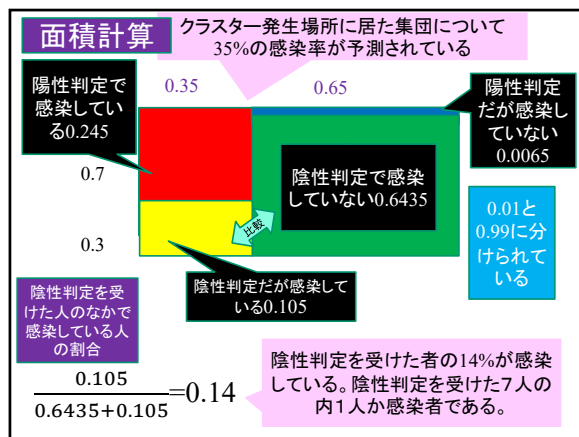 面積計算
クラスター発生場所に居た集団について
35%の感染率が予測されている
0.35
0.65
陽性判定で
感染してい
る0.245
陽性判定
だが感染し
ていない
0.0065
0.7
陰性判定で感染
していない0.6435
0.3
比較
0.01と
0.99に分
けられて
いる
陰性判定だが感染して
いる0.105
陰性判定を受
けた人のなかで
感染している人
の割合
0.105
0.6435+0.105
=0.14
陰性判定を受けた者の14%が感染
している。陰性判定を受けた7人の
内1人か感染者である。